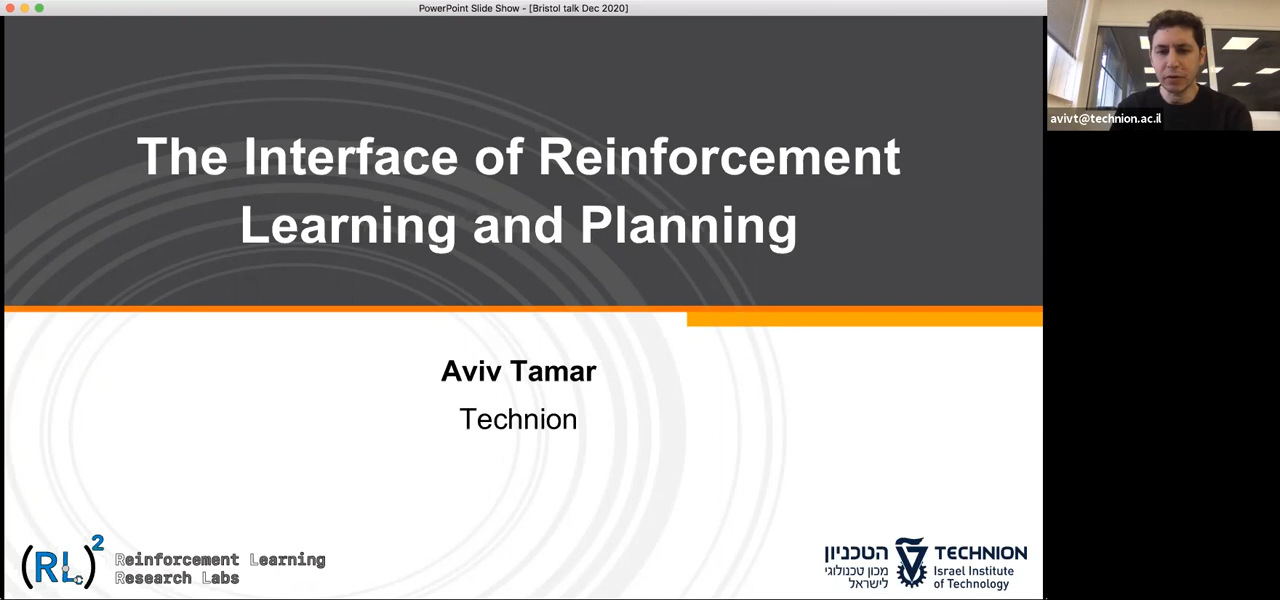 PowerPoint Slide Show - [Bristol talk Dec 2020]
avivt@technion.ac.il
The Interface of Reinforcement
Learning and Planning
Aviv Tamar
Technion
(RL)²
Reinforcement Learning
Research Labs
הטכניון
מכון טכנולוגי
לישראל
TECHNION
Israel Institute
of Technology